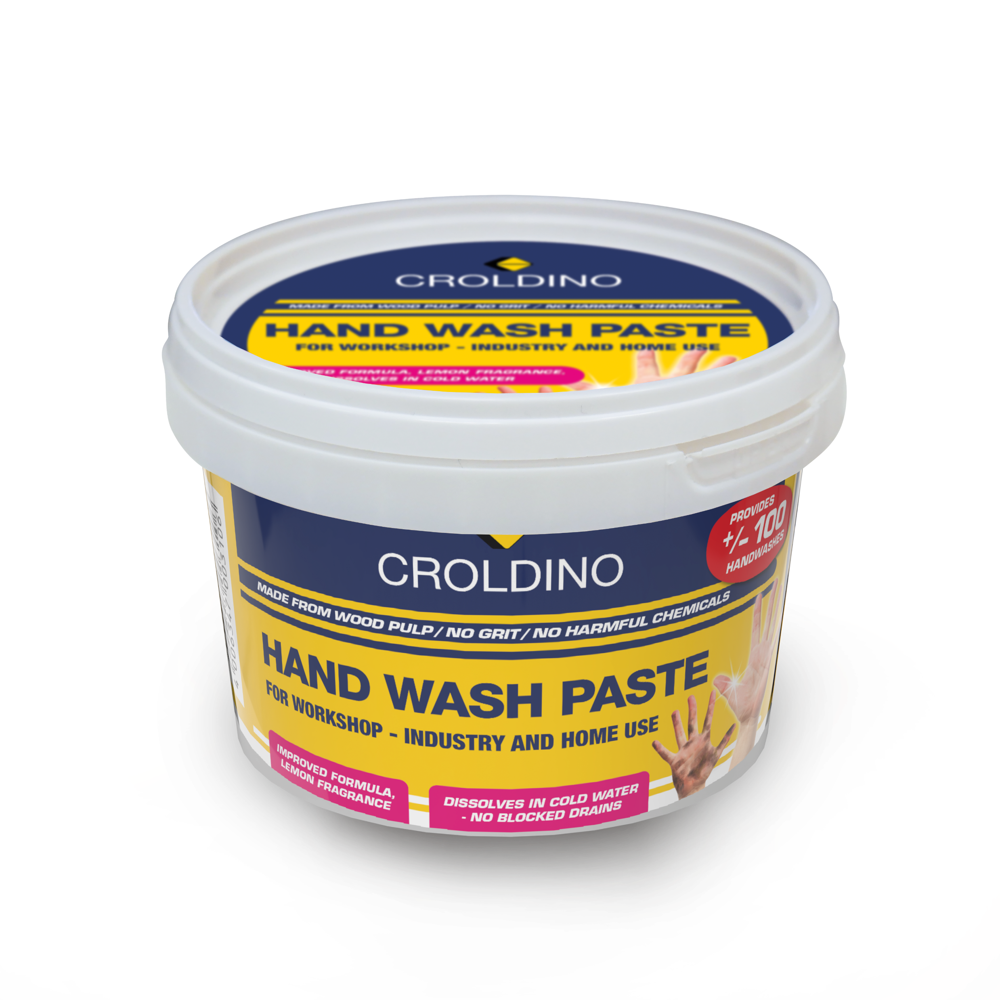 CROLDINO
MADE FROM WOOD PULP / NO GRIT / NO HARMFUL CHEMICALS
HAND WASH PASTE
FOR WORKSHOP - INDUSTRY AND HOME USE
VED FORMULA, LEMON FRAGRANCE,
SOLVES IN COLD WATER
PROVIDES
+/- 100
HANDWASHES
CROLDINO
MADE FROM WOOD PULP / NO GRIT / NO HARMFUL CHEMICALS
HAND WASH PASTE
FOR WORKSHOP - INDUSTRY AND HOME USE
IMPROVED FORMULA,
LEMON FRAGRANCE
DISSOLVES IN COLD WATER
- NO BLOCKED DRAINS